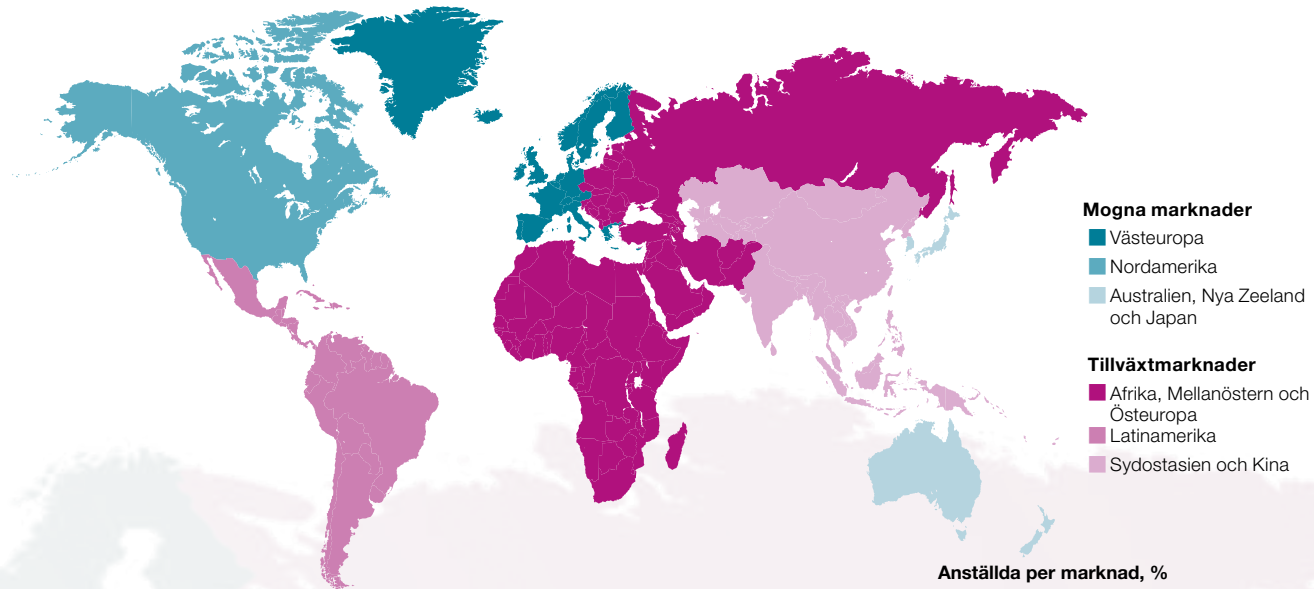 Mogna marknader
Västeuropa
Nordamerika
Australien, Nya Zeeland
och Japan
Tillväxtmarknader
Afrika, Mellanöstern och
Östeuropa
Latinamerika
Sydostasien och Kina
Anställda per marknad, %